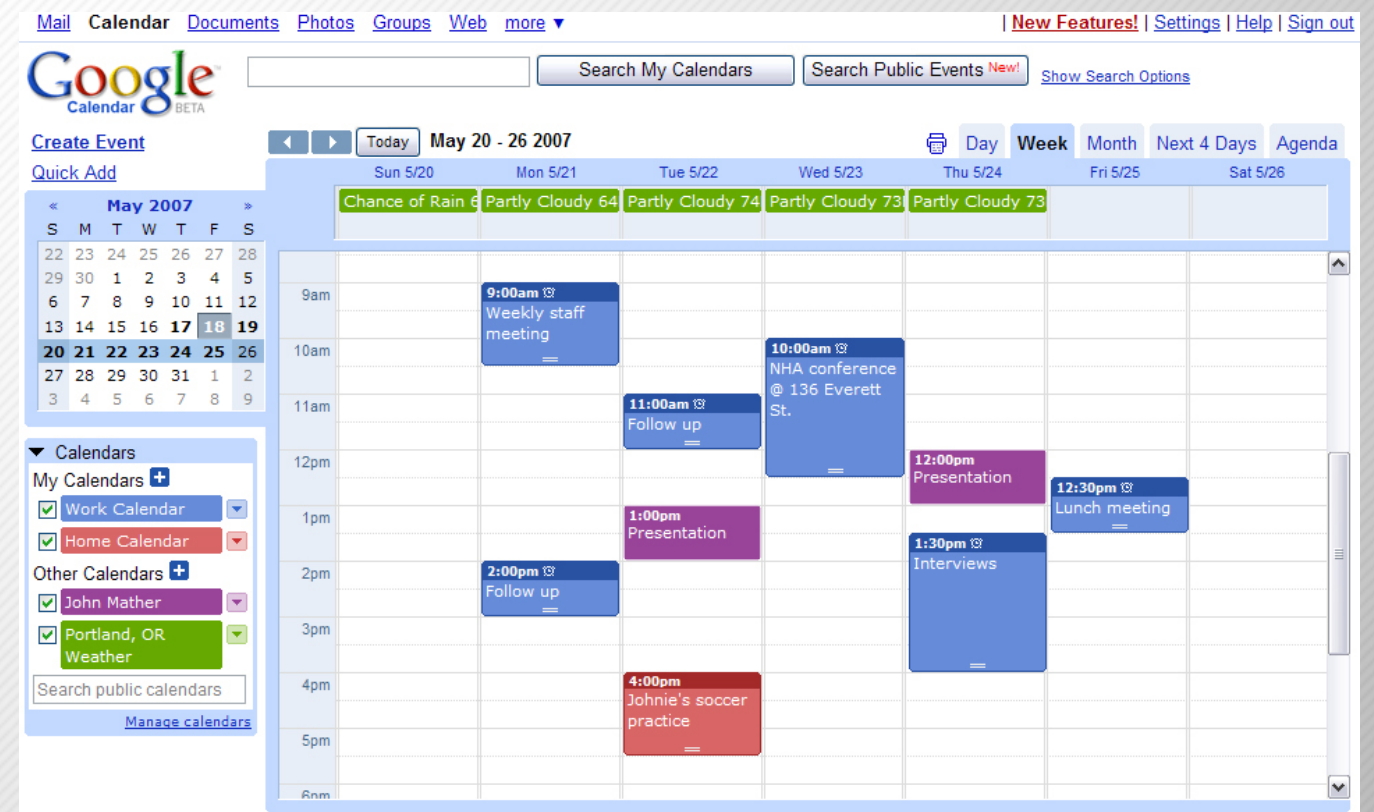 Mail Calendar Documents Photos Groups Web more ▼ | New Features! | Settings | Help | Sign out
Google Calendar BETA
Search My Calendars
Search Public Events New!
Show Search Options
Create Event
Quick Add
Today May 20 - 26 2007
Day Week Month Next 4 Days Agenda
« May 2007 »
S M T W T F S
22 23 24 25 26 27 28
29 30 1 2 3 4 5
6 7 8 9 10 11 12
13 14 15 16 17 18 19
20 21 22 23 24 25 26
27 28 29 30 31 1 2
3 4 5 6 7 8 9
▼ Calendars
My Calendars +
Work Calendar
Home Calendar
Other Calendars +
John Mather
Portland, OR
Weather
Search public calendars
Manage calendars
Sun 5/20 Mon 5/21 Tue 5/22 Wed 5/23 Thu 5/24 Fri 5/25 Sat 5/26
Chance of Rain Partly Cloudy 64 Partly Cloudy 74 Partly Cloudy 73 Partly Cloudy 73
9am
10am
11am
12pm
1pm
2pm
3pm
4pm
5pm
6pm
9:00am
Weekly staff
meeting
2:00pm
Follow up
11:00am
Follow up
1:00pm
Presentation
4:00pm
Johnie's soccer
practice
10:00am
NHA conference
@ 136 Everett
St.
12:00pm
Presentation
1:30pm
Interviews
12:30pm
Lunch meeting